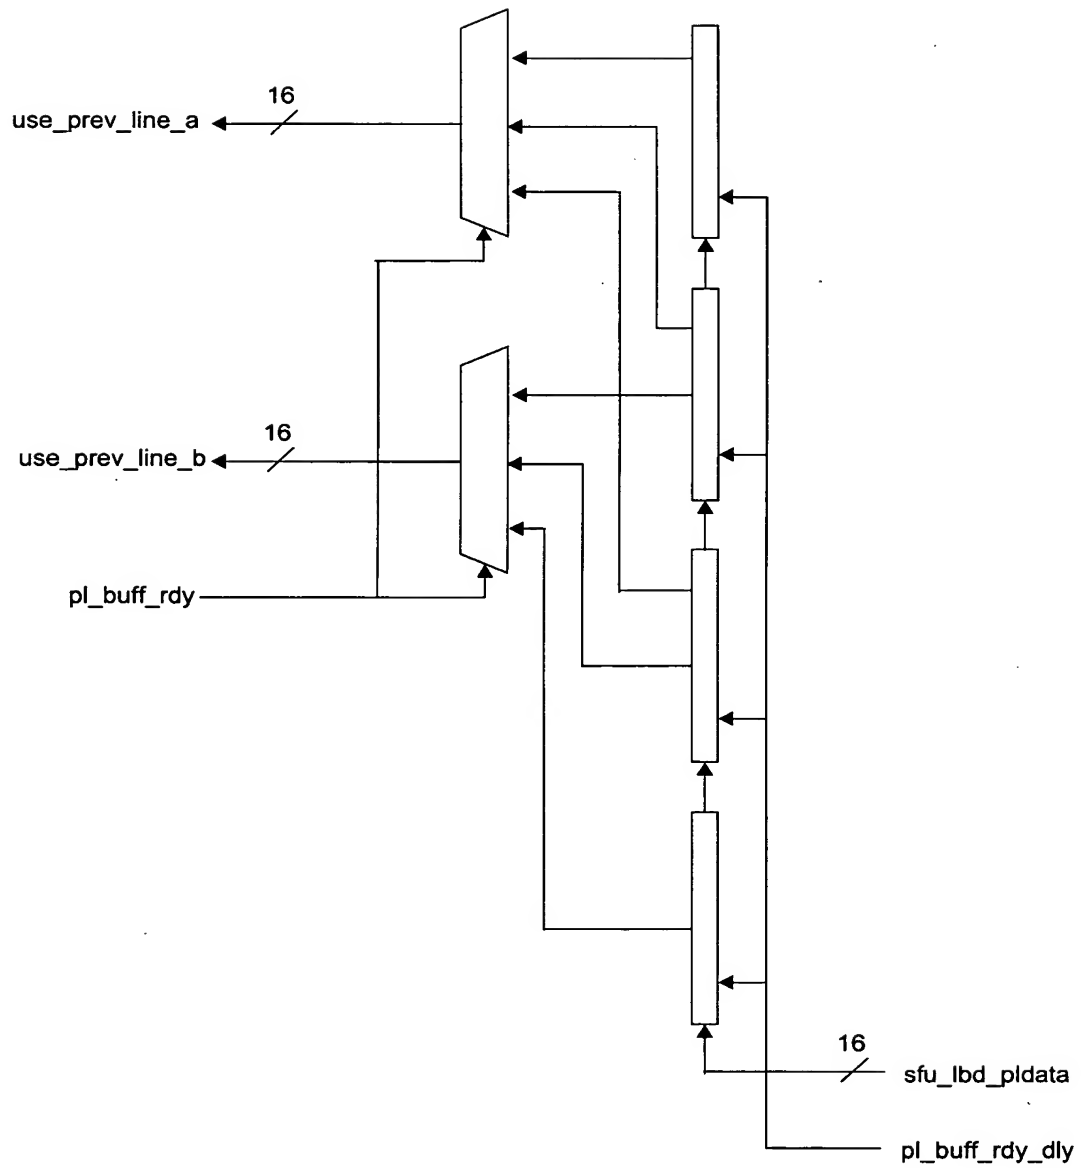 16
use_prev_line_a
16
use_prev_line_b
pl_buff_rdy
16
sfu_lbd_pldata
pl_buff_rdy_dly